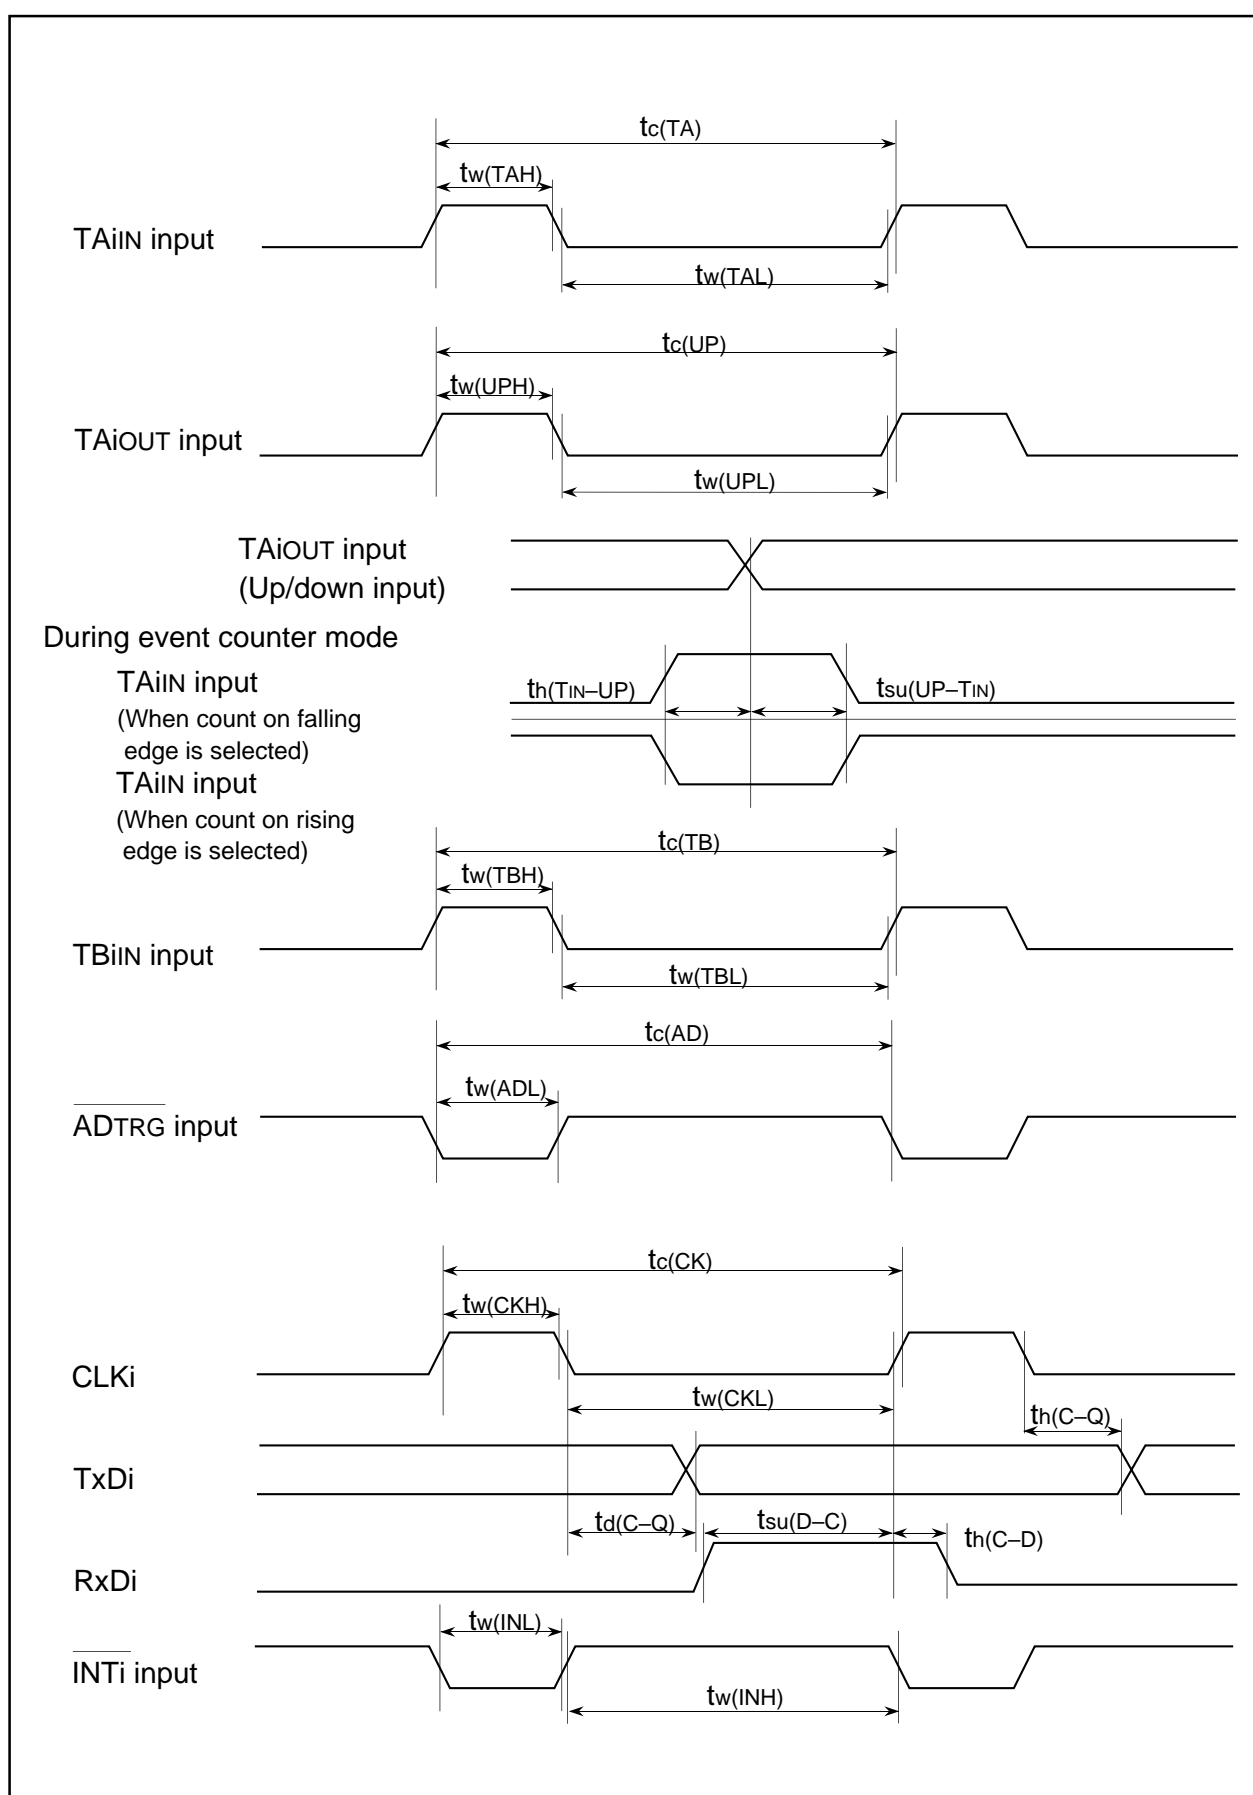 tc(TA)
tw(TAH)
TAiIN input
tw(TAL)
tc(UP)
tw(UPH)
TAiOUT input
tw(UPL)
TAiOUT input
(Up/down input)
During event counter mode
TAiIN input
(When count on falling
edge is selected)
th(TIN–UP)
tsu(UP–TIN)
TAiIN input
(When count on rising
edge is selected)
tc(TB)
tw(TBH)
TBiIN input
tw(TBL)
tc(AD)
tw(ADL)
ADTRG input
tc(CK)
tw(CKH)
CLKi
tw(CKL)
th(C–Q)
TxDi
td(C–Q)
tsu(D–C)
th(C–D)
RxDi
tw(INL)
INTi input
tw(INH)